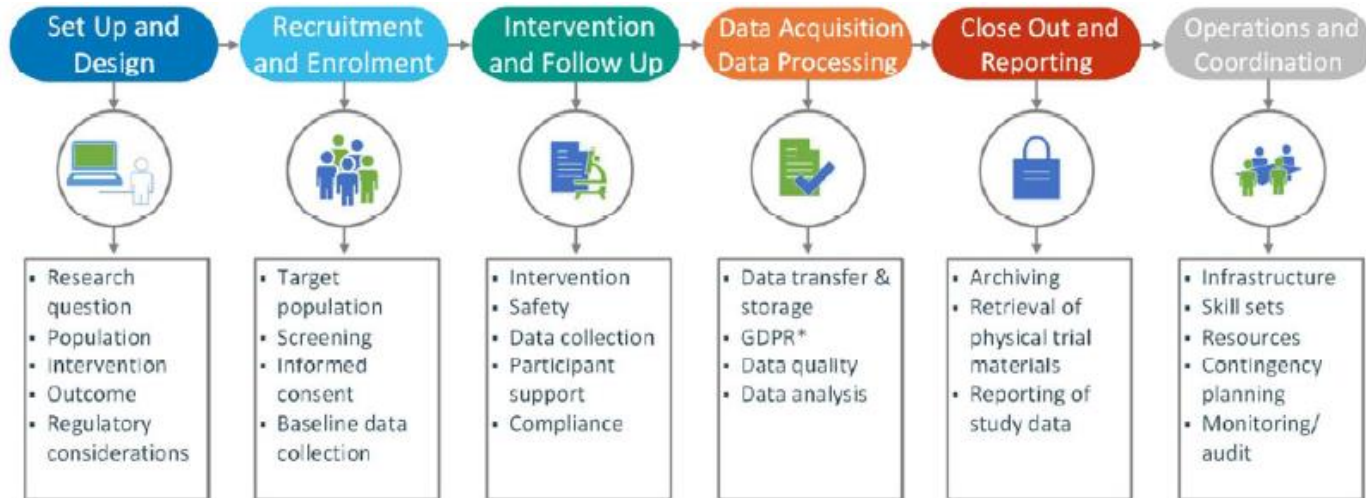 Set Up and
Design
Recruitment
and Enrolment
Intervention
and Follow Up
Data Acquisition
Data Processing
Close Out and
Reporting
Operations and
Coordination
▪ Research
question
▪ Population
▪ Intervention
▪ Outcome
▪ Regulatory
considerations
▪ Target
population
▪ Screening
▪ Informed
consent
▪ Baseline data
collection
▪ Intervention
▪ Safety
▪ Data collection
▪ Participant
support
▪ Compliance
▪ Data transfer &
storage
▪ GDPR*
▪ Data quality
▪ Data analysis
▪ Archiving
▪ Retrieval of
physical trial
materials
▪ Reporting of
study data
▪ Infrastructure
▪ Skill sets
▪ Resources
▪ Contingency
planning
▪ Monitoring/
audit